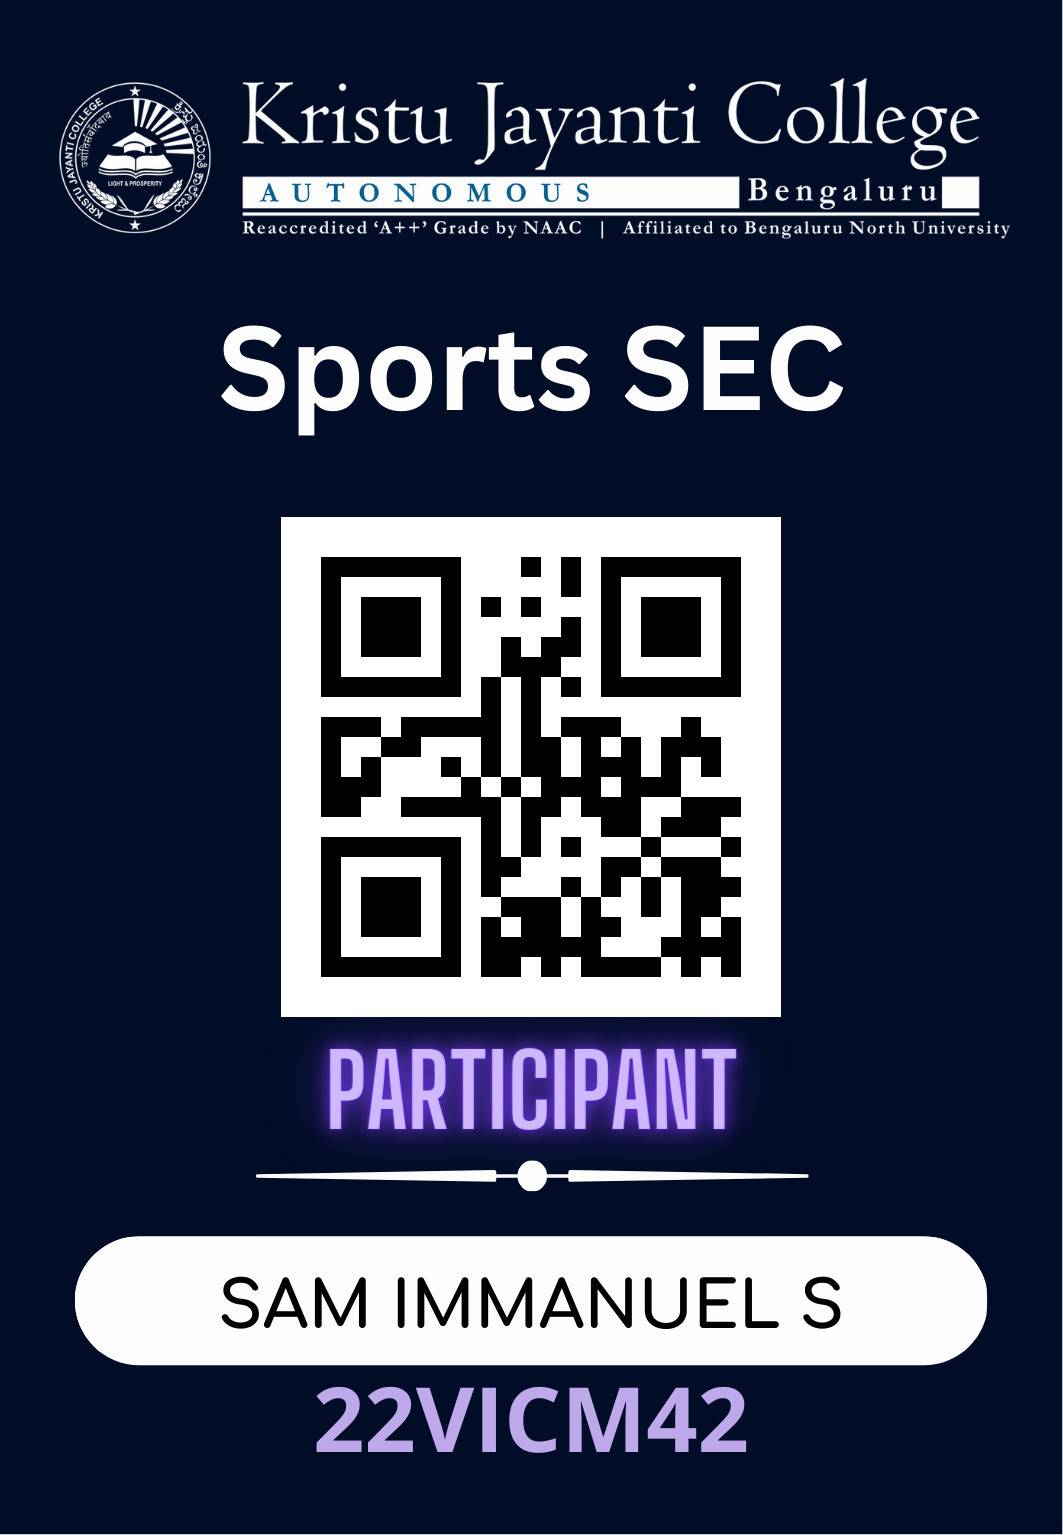 KRISTU JAYANTI COLLEGE
ಕ್ರಿಸ್ತು ಜಯಂತಿ ಕಾಲೇಜು
LIGHT & PROSPERITY
Kristu Jayanti College
AUTONOMOUS Bengaluru
Reaccredited ‘A++’ Grade by NAAC | Affiliated to Bengaluru North University
Sports SEC
PARTICIPANT
SAM IMMANUEL S
22VICM42